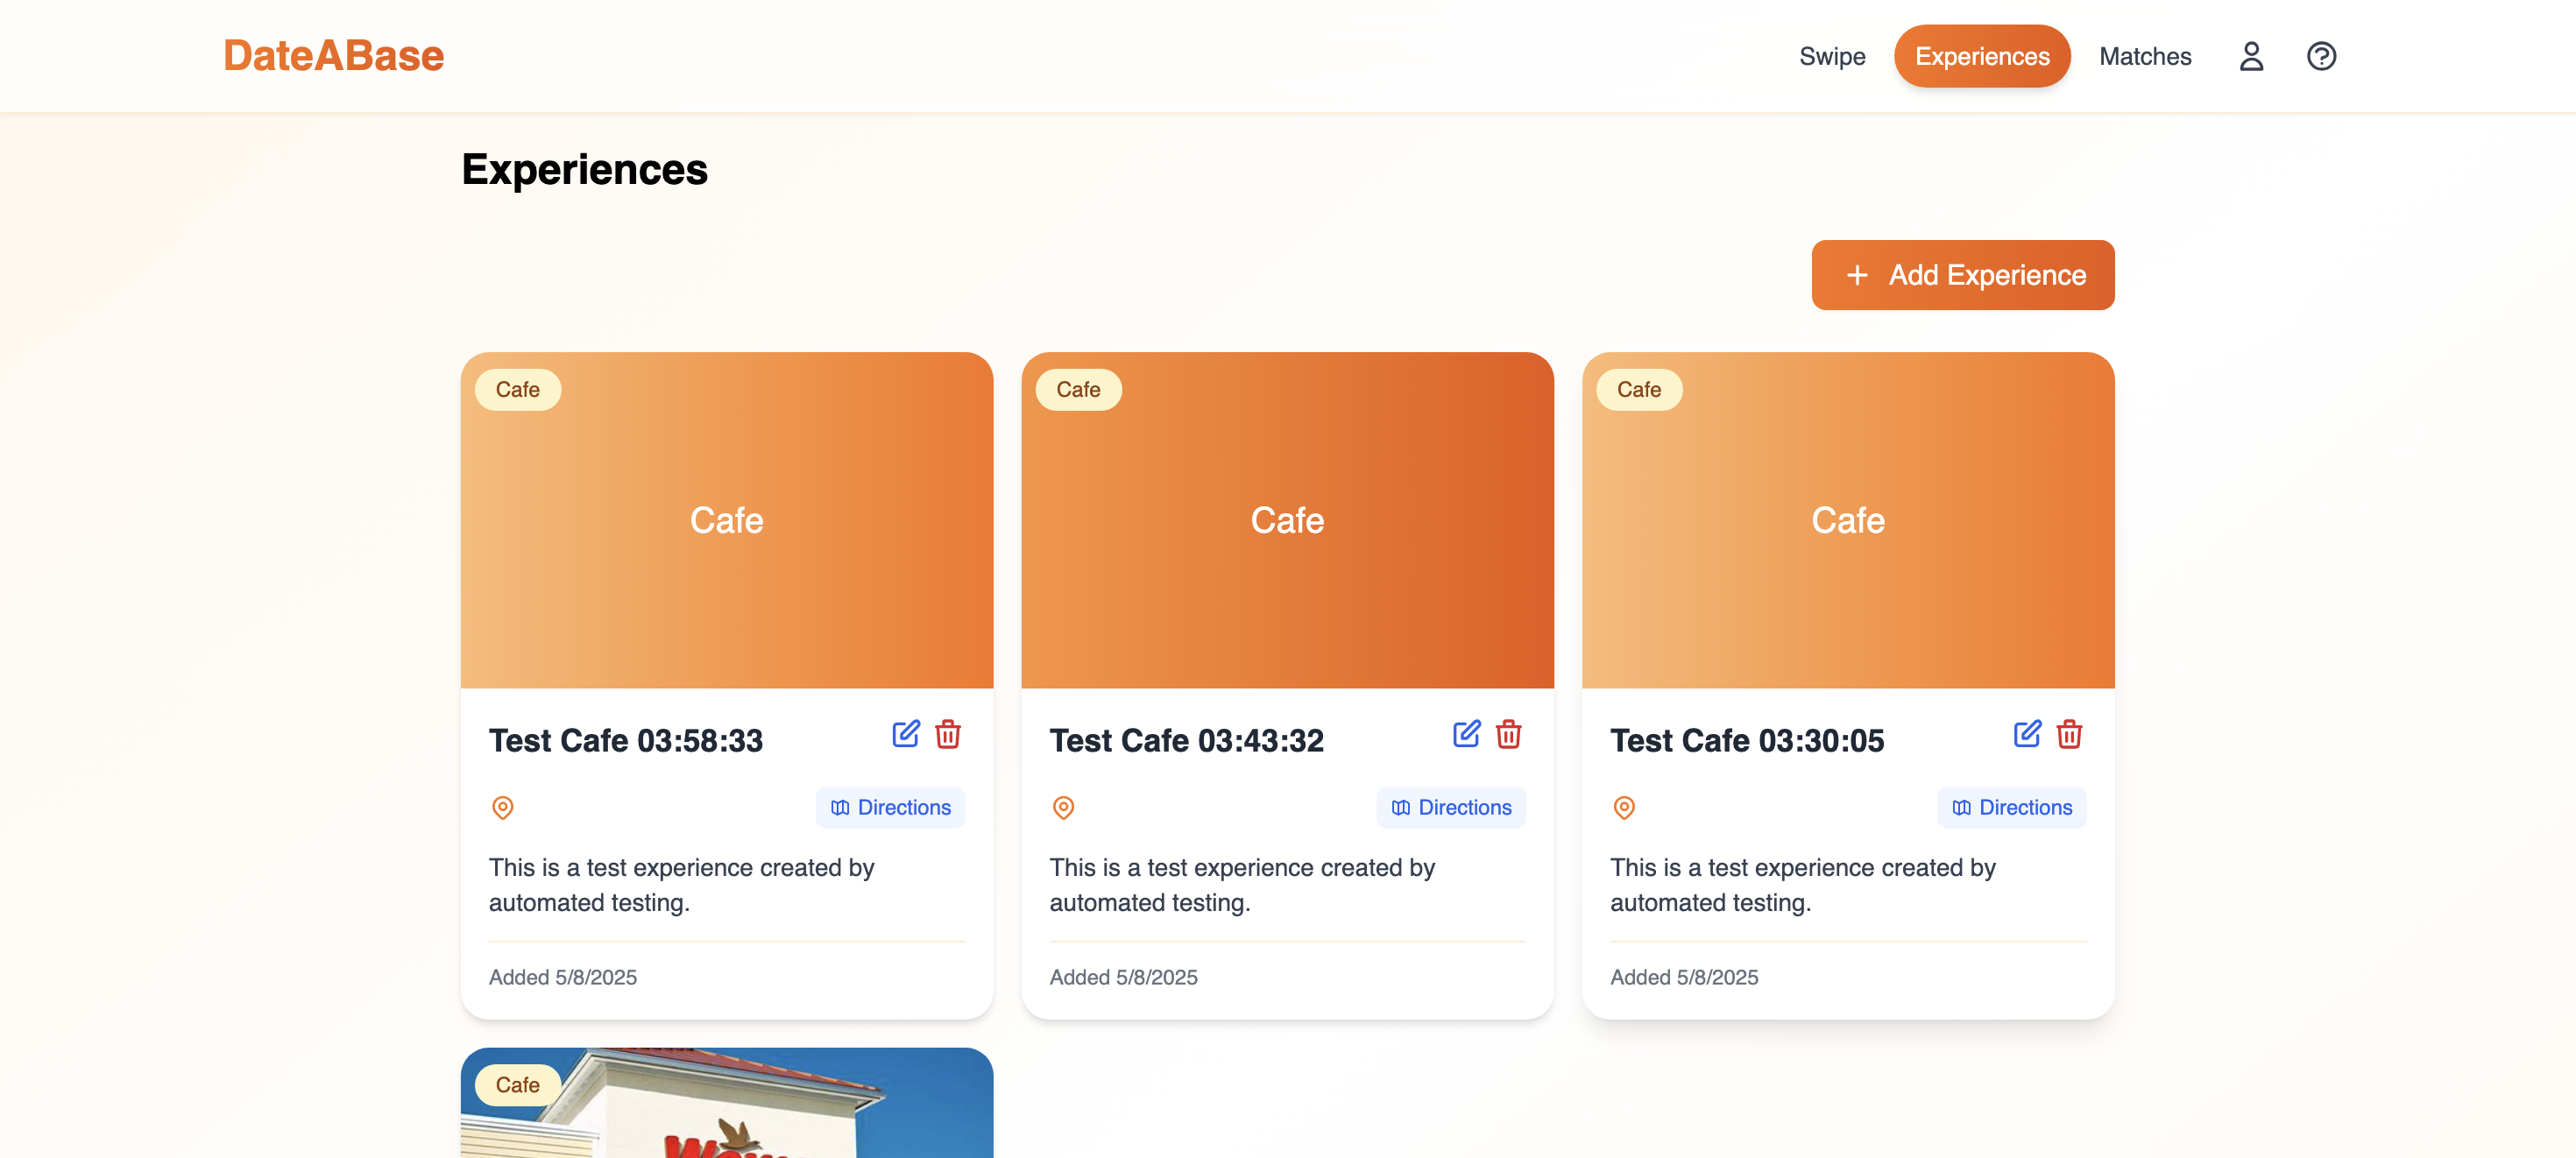 DateABase
Swipe
Experiences
Matches
Experiences
+ Add Experience
Cafe
Cafe
Cafe
Cafe
Cafe
Cafe
Test Cafe 03:58:33
Test Cafe 03:43:32
Test Cafe 03:30:05
Directions
Directions
Directions
This is a test experience created by
automated testing.
This is a test experience created by
automated testing.
This is a test experience created by
automated testing.
Added 5/8/2025
Added 5/8/2025
Added 5/8/2025
Cafe